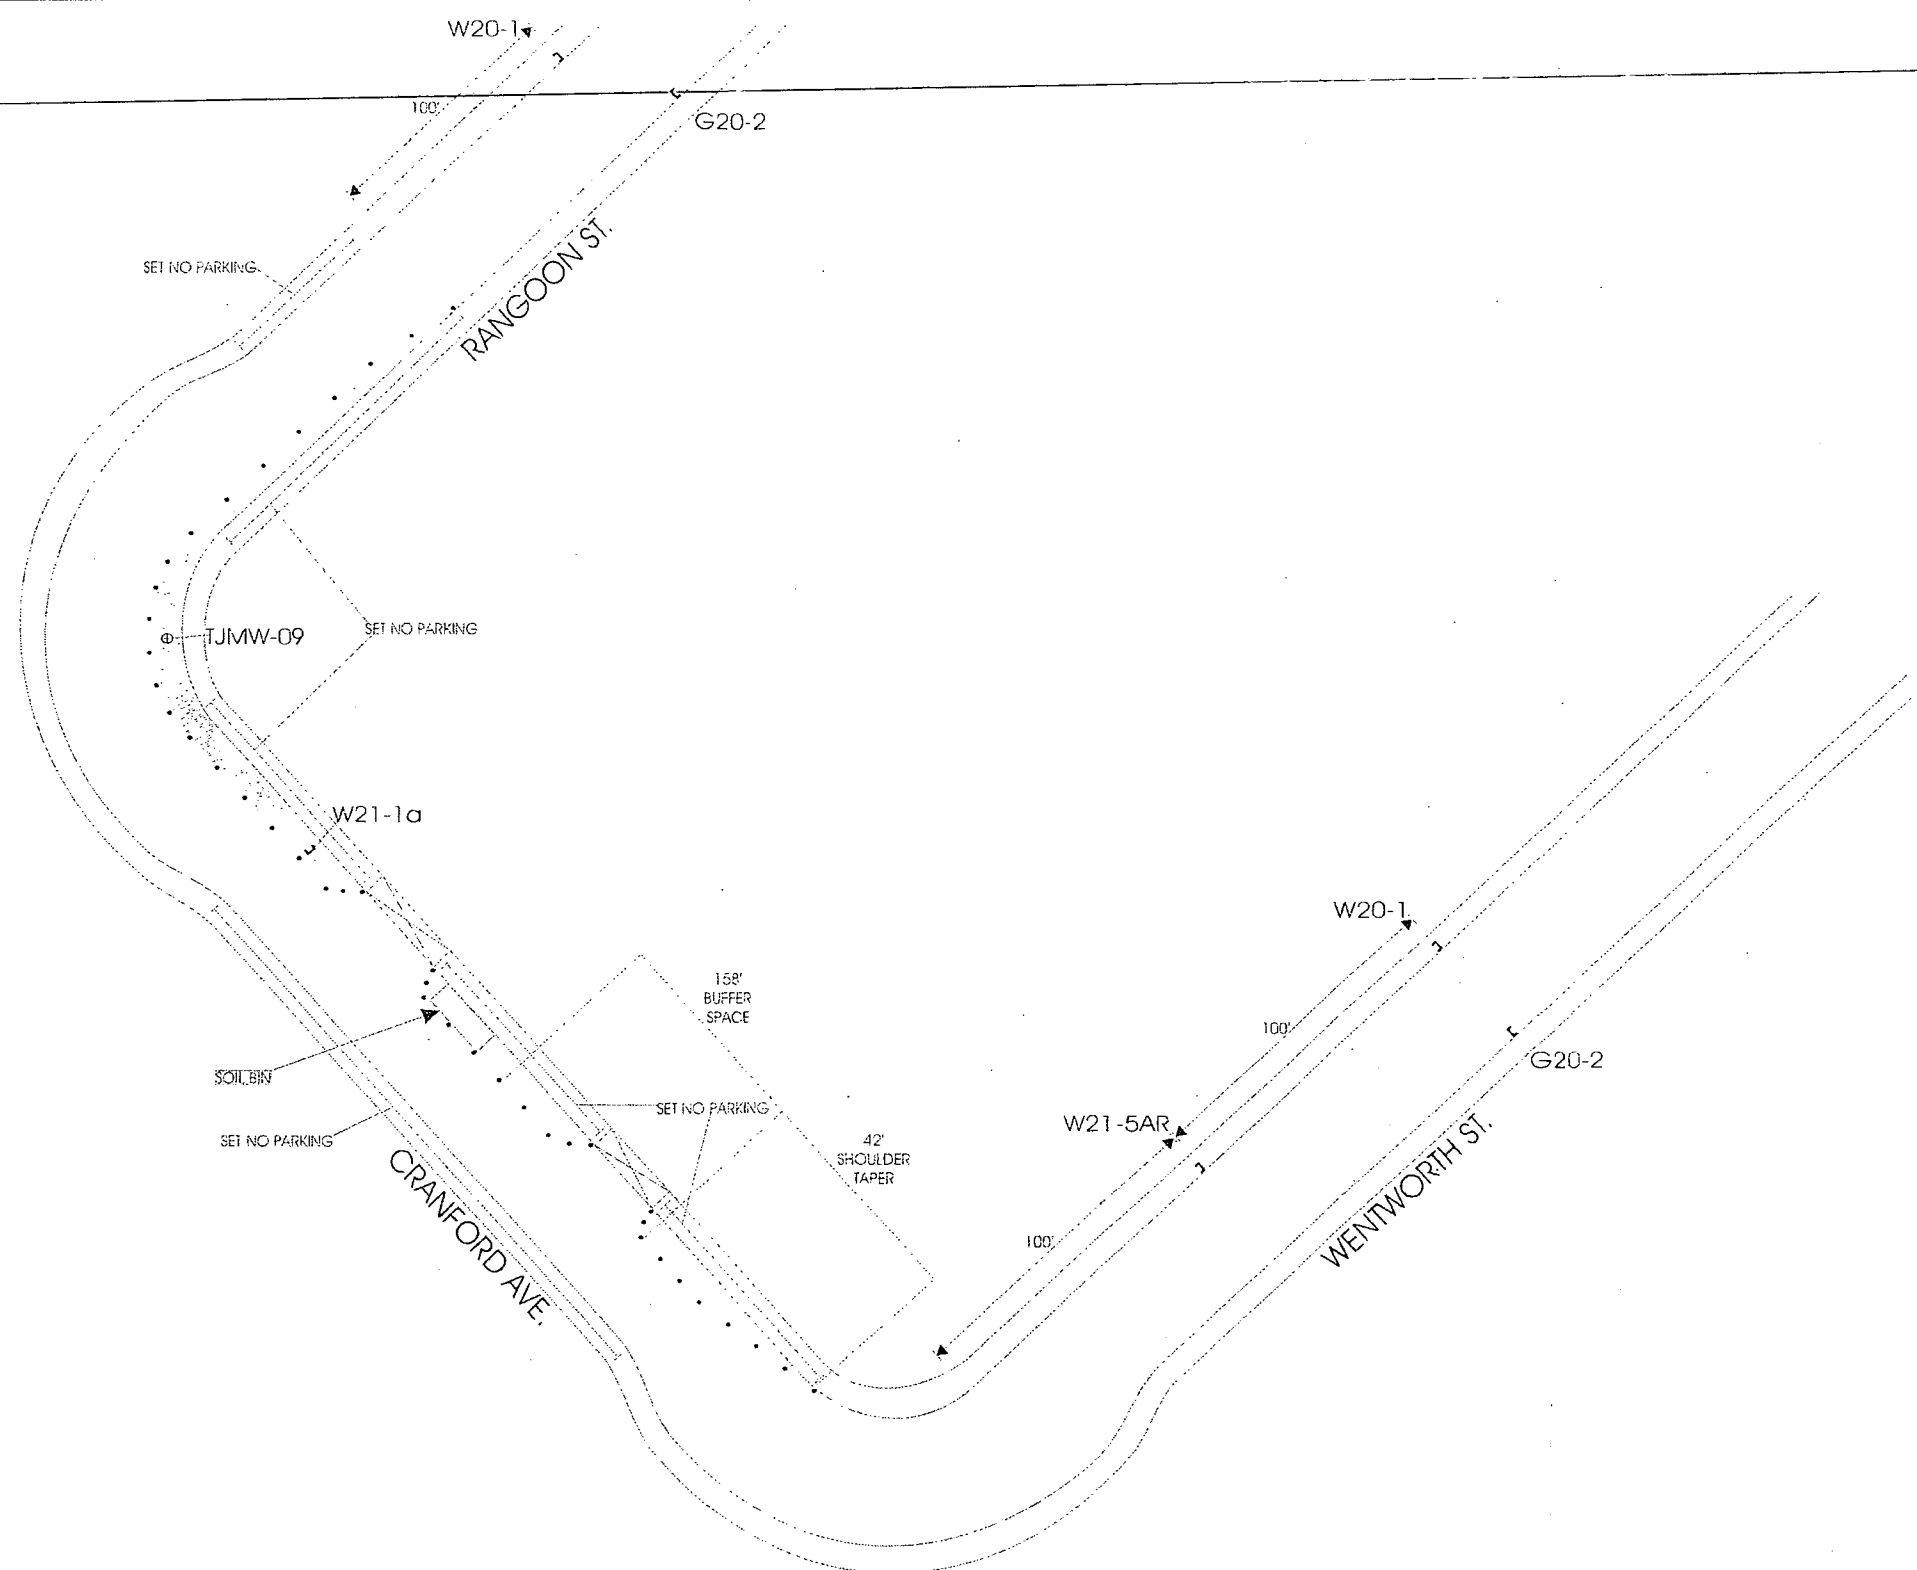 W20-1
100'
G20-2
RANGOON ST.
SET NO PARKING
TJMW-09
SET NO PARKING
W21-1a
W20-1
158'
BUFFER
SPACE
100'
G20-2
SOIL BIN
SET NO PARKING
W21-5AR
SET NO PARKING
42'
SHOULDER
TAPER
WENTWORTH ST.
CRANFORD AVE.
100'